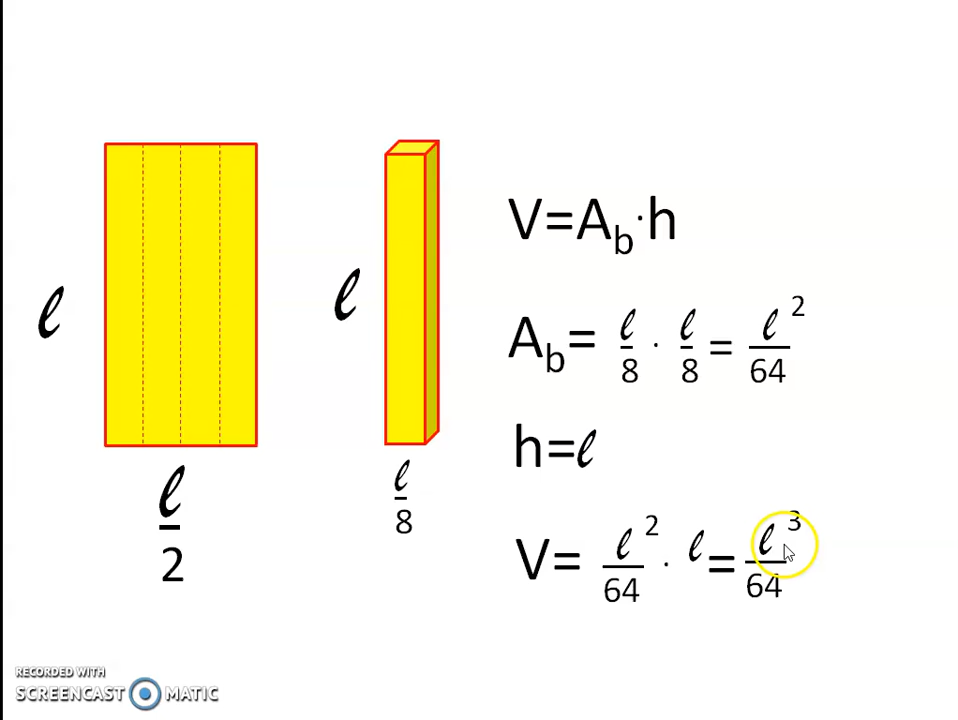 V=A_b·h
ℓ
ℓ
A_b= ℓ/8 · ℓ/8 = ℓ²/64
h=ℓ
ℓ/2
ℓ/8
V= ℓ²/64 · ℓ = ℓ³/64
RECORDED WITH
SCREENCAST MATIC